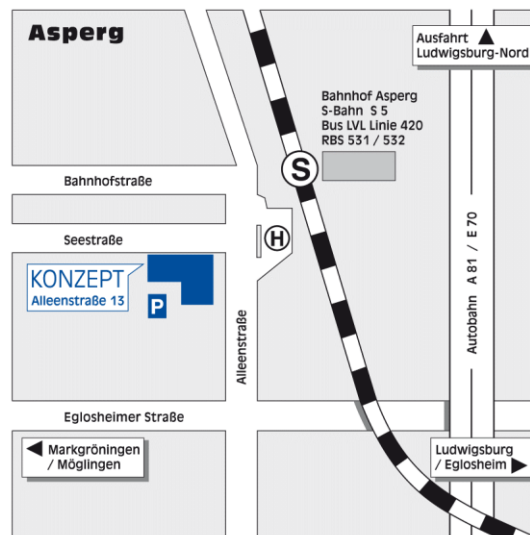 Asperg
Ausfahrt ▲
Ludwigsburg-Nord
Bahnhof Asperg
S-Bahn S 5
Bus LVL Linie 420
RBS 531 / 532
S
Bahnhofstraße
Seestraße
H
KONZEPT
Alleenstraße 13
P
Alleenstraße
Autobahn A 81 / E 70
Eglosheimer Straße
◀ Markgröningen
/ Möglingen
Ludwigsburg
/ Eglosheim ▶